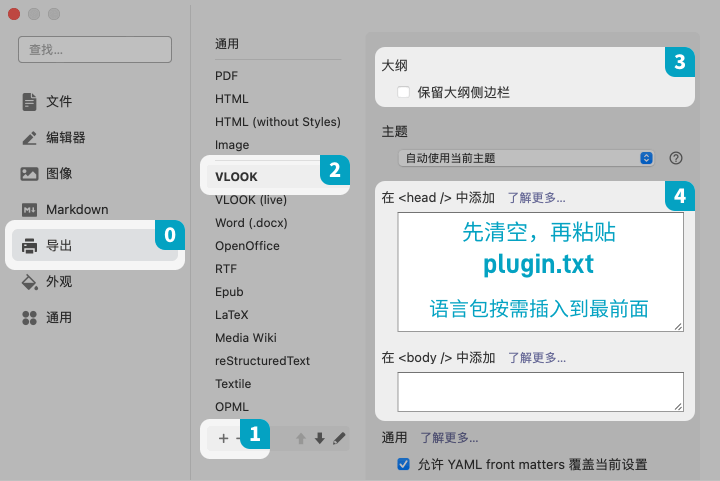 查找...
文件
编辑器
图像
Markdown
0
导出
外观
通用
通用
PDF
HTML
HTML (without Styles)
Image
2
VLOOK
VLOOK (live)
Word (.docx)
OpenOffice
RTF
Epub
LaTeX
Media Wiki
reStructuredText
Textile
OPML
+ -
1
大纲
3
保留大纲侧边栏
主题
自动使用当前主题
?
在 <head /> 中添加 了解更多...
4
先清空，再粘贴
plugin.txt
语言包按需插入到最前面
在 <body /> 中添加 了解更多...
通用 了解更多...
允许 YAML front matters 覆盖当前设置